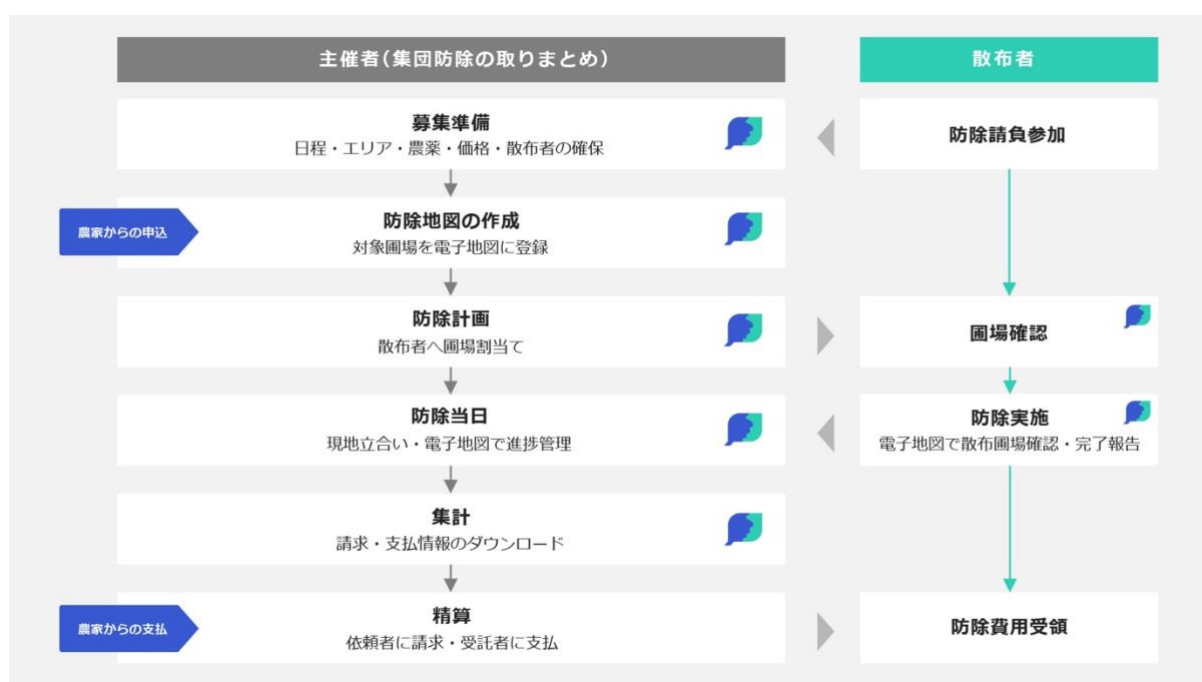 主催者(集団防除の取りまとめ)
散布者
募集準備
日程・エリア・農薬・価格・散布者の確保
防除請負参加
農家からの申込
防除地図の作成
対象圃場を電子地図に登録
防除計画
散布者へ圃場割当て
圃場確認
防除当日
現地立合い・電子地図で進捗管理
防除実施
電子地図で散布圃場確認・完了報告
集計
請求・支払情報のダウンロード
農家からの支払
精算
依頼者に請求・受託者に支払
防除費用受領